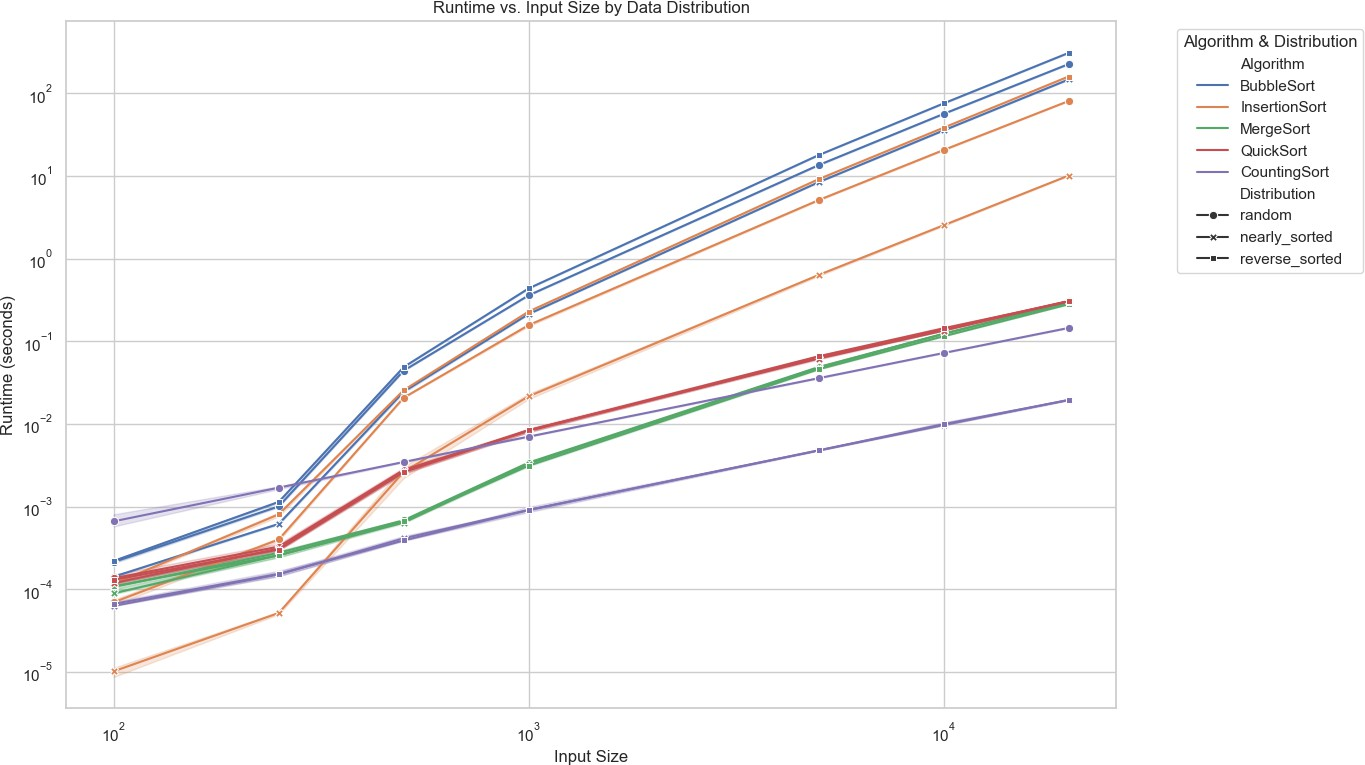 Runtime vs. Input Size by Data Distribution
Runtime (seconds)
10²
10¹
10⁰
10⁻¹
10⁻²
10⁻³
10⁻⁴
10⁻⁵
10²
10³
10⁴
Input Size
Algorithm & Distribution
Algorithm
BubbleSort
InsertionSort
MergeSort
QuickSort
CountingSort
Distribution
random
nearly_sorted
reverse_sorted